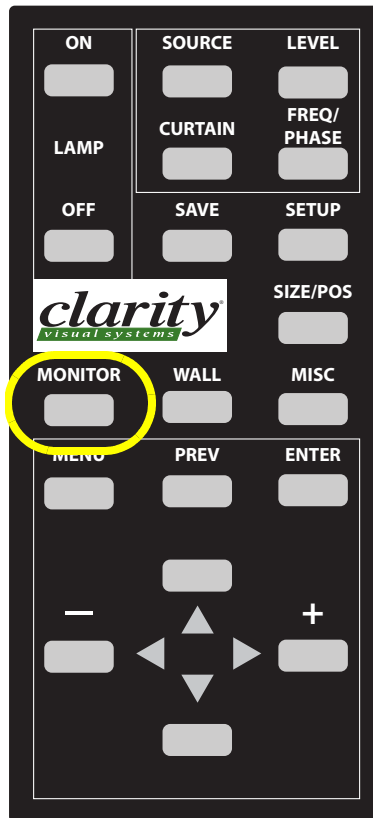 ON SOURCE LEVEL
CURTAIN FREQ/
PHASE
LAMP
OFF SAVE SETUP
SIZE/POS
clarity®
visual systems
MONITOR WALL MISC
MENU PREV ENTER
– +